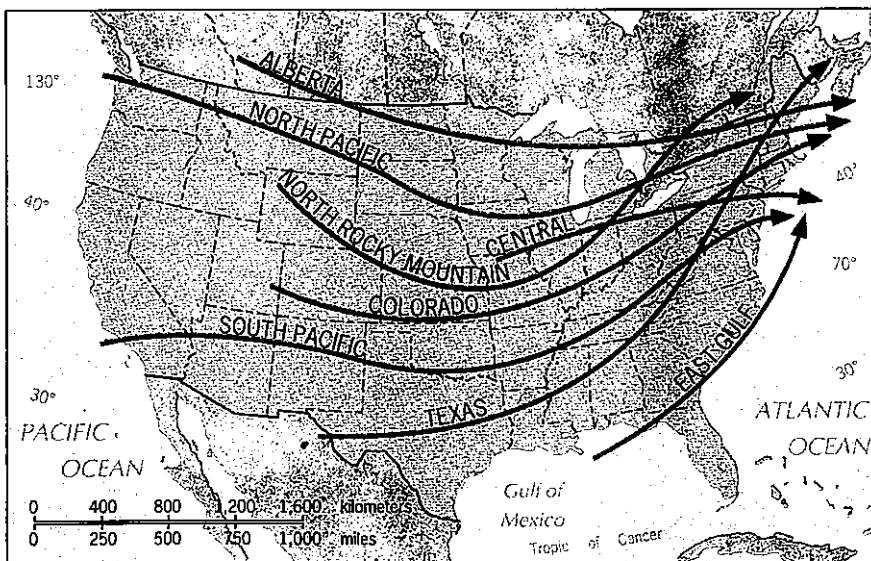 130°
ALBERTA
NORTH PACIFIC
40°
40°
NORTH ROCKY MOUNTAIN
CENTRAL
70°
COLORADO
SOUTH PACIFIC
EAST GULF
30°
30°
TEXAS
PACIFIC
OCEAN
ATLANTIC
OCEAN
Gulf of
Mexico
0 400 800 1,200 1,600 kilometers
0 250 500 750 1,000 miles
Tropic of Cancer